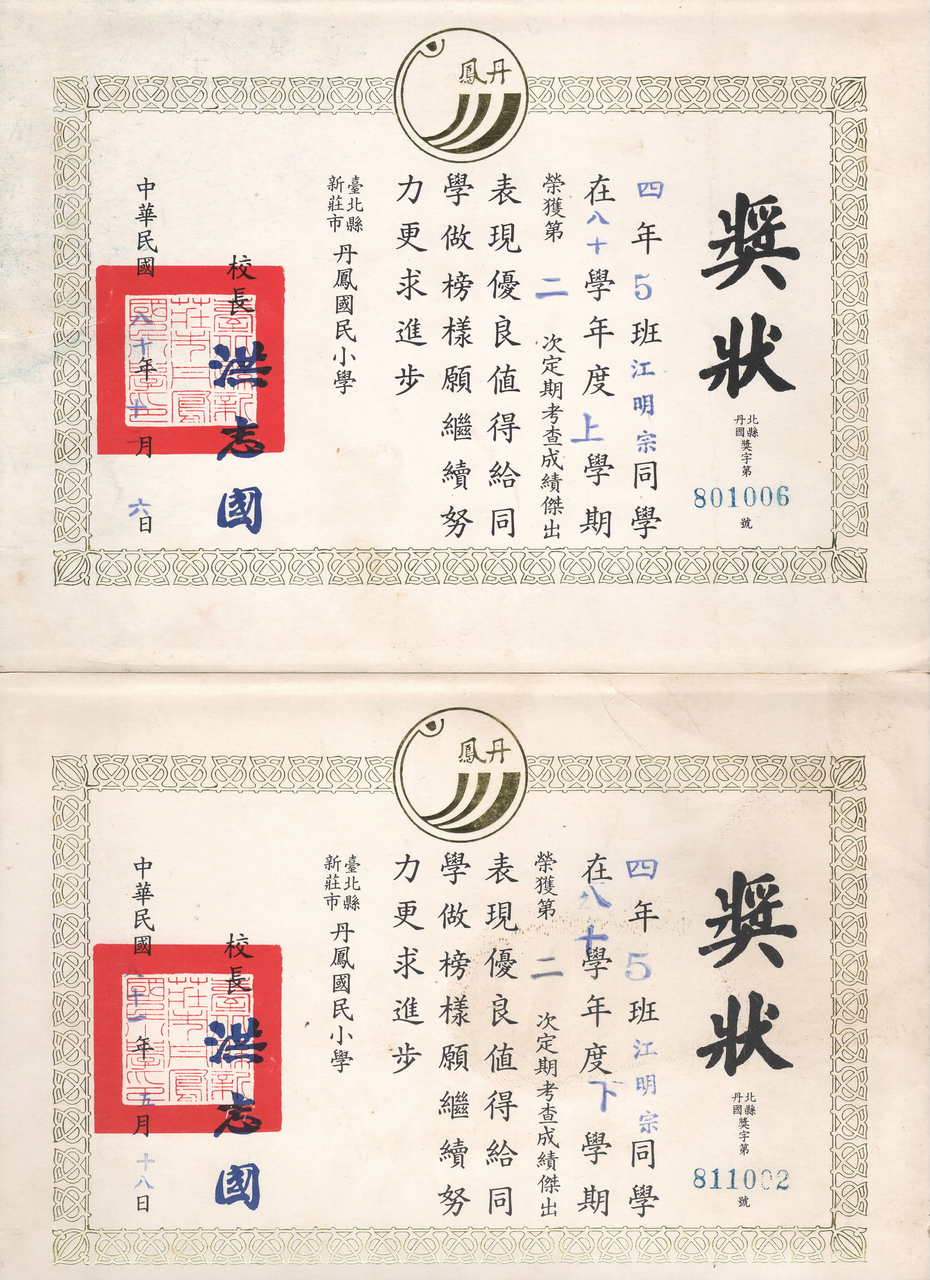 丹鳳
獎狀
北縣
丹國獎字第
801006
號
四年5班江明宗同學
在八十學年度上學期
榮獲第二次定期考查成績傑出
表現優良值得給同
學做榜樣願繼續努
力更求進步
臺北縣
新莊市
丹鳳國民小學
校長洪志國
中華民國八十年十一月六日
丹鳳
獎狀
北縣
丹國獎字第
811002
號
四年5班江明宗同學
在八十學年度下學期
榮獲第二次定期考查成績傑出
表現優良值得給同
學做榜樣願繼續努
力更求進步
臺北縣
新莊市
丹鳳國民小學
校長洪志國
中華民國八十一年五月十八日